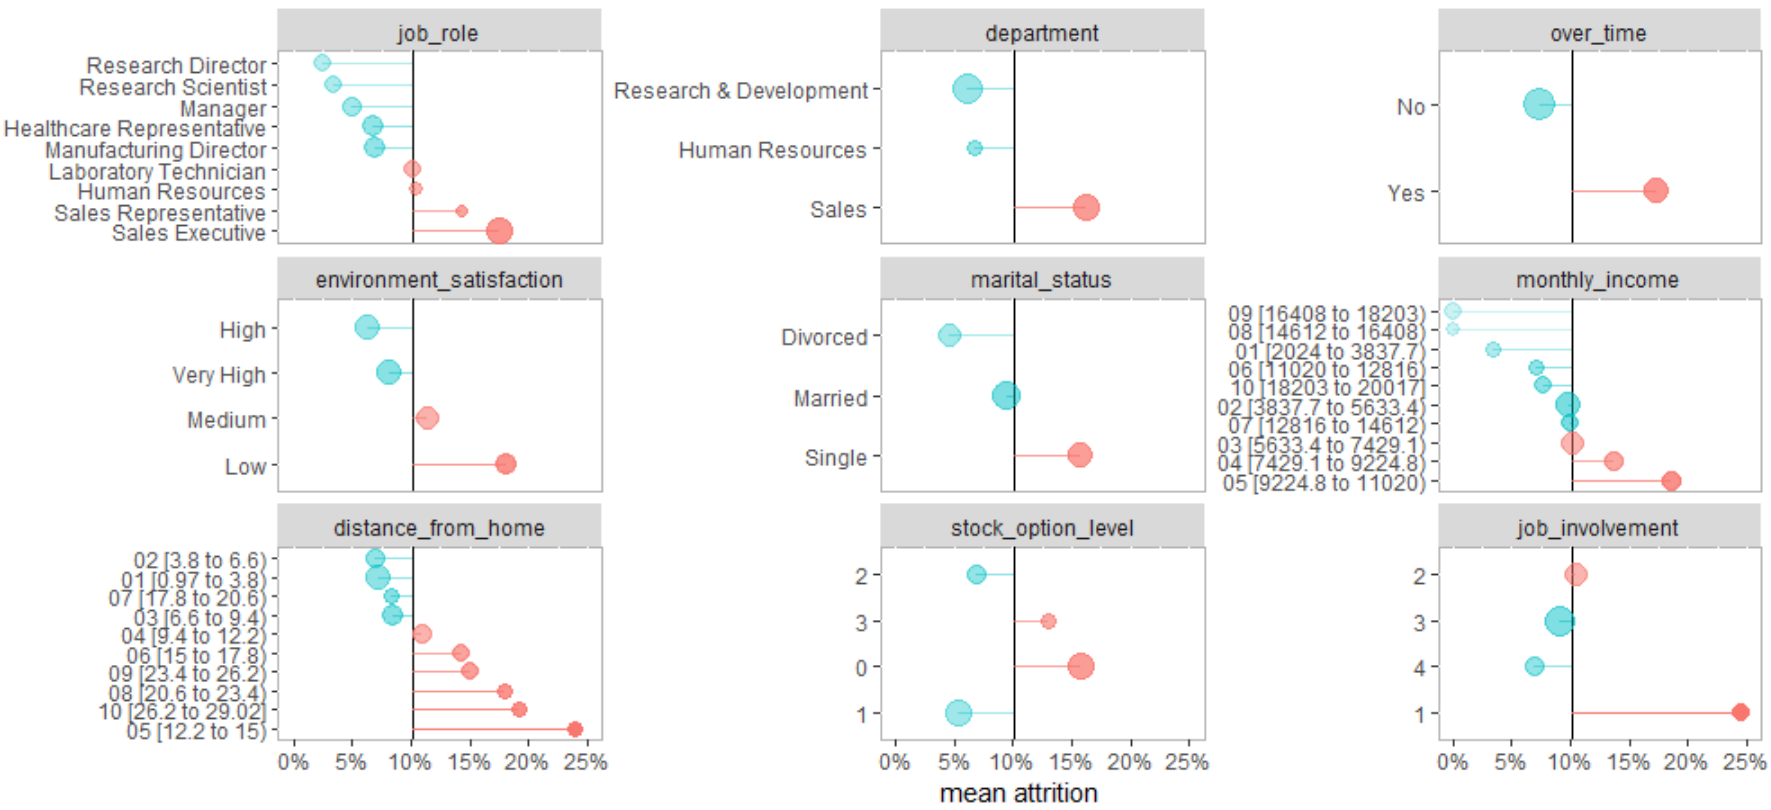 job_role
Research Director
Research Scientist
Manager
Healthcare Representative
Manufacturing Director
Laboratory Technician
Human Resources
Sales Representative
Sales Executive
department
Research & Development
Human Resources
Sales
over_time
No
Yes
environment_satisfaction
High
Very High
Medium
Low
marital_status
Divorced
Married
Single
monthly_income
09 [16408 to 18203)
08 [14612 to 16408)
01 [2024 to 3837.7)
06 [11020 to 12816)
10 [18203 to 20017]
02 [3837.7 to 5633.4)
07 [12816 to 14612)
03 [5633.4 to 7429.1)
04 [7429.1 to 9224.8)
05 [9224.8 to 11020)
distance_from_home
02 [3.8 to 6.6)
01 [0.97 to 3.8)
07 [17.8 to 20.6)
03 [6.6 to 9.4)
04 [9.4 to 12.2)
06 [15 to 17.8)
09 [23.4 to 26.2)
08 [20.6 to 23.4)
10 [26.2 to 29.02]
05 [12.2 to 15)
0% 5% 10% 15% 20% 25%
stock_option_level
2
3
0
1
0% 5% 10% 15% 20% 25%
job_involvement
2
3
4
1
0% 5% 10% 15% 20% 25%
mean attrition